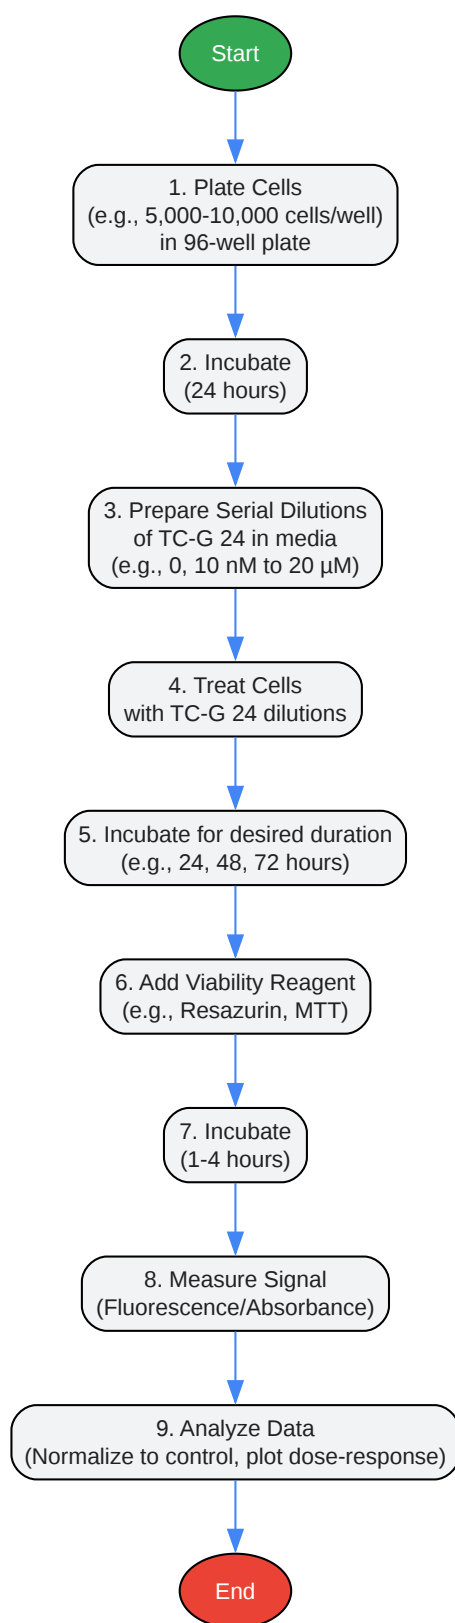 Start
1. Plate Cells
(e.g., 5,000-10,000 cells/well)
in 96-well plate
2. Incubate
(24 hours)
3. Prepare Serial Dilutions
of TC-G 24 in media
(e.g., 0, 10 nM to 20 µM)
4. Treat Cells
with TC-G 24 dilutions
5. Incubate for desired duration
(e.g., 24, 48, 72 hours)
6. Add Viability Reagent
(e.g., Resazurin, MTT)
7. Incubate
(1-4 hours)
8. Measure Signal
(Fluorescence/Absorbance)
9. Analyze Data
(Normalize to control, plot dose-response)
End